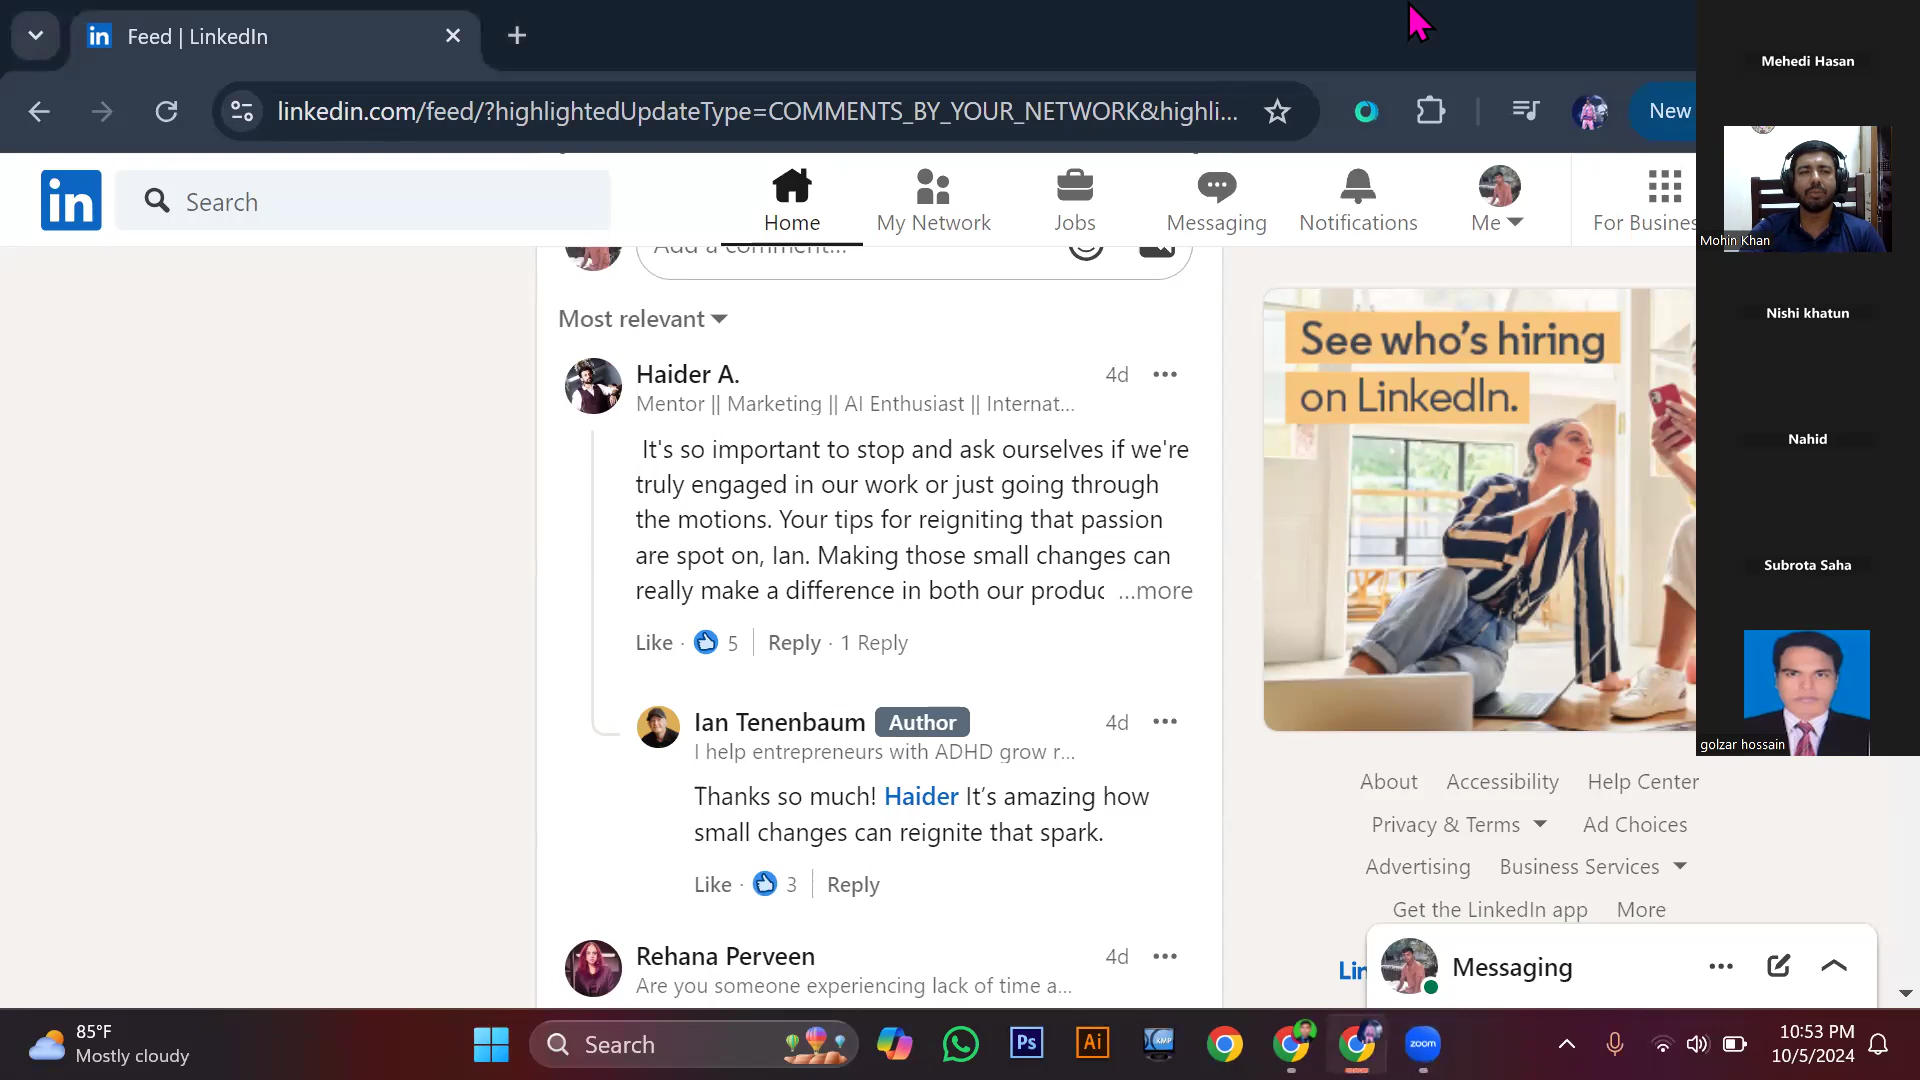 Feed | LinkedIn
linkedin.com/feed/?highlightedUpdateType=COMMENTS_BY_YOUR_NETWORK&highli...
New
in
Search
Home
My Network
Jobs
Messaging
Notifications
Me
For Busines
Add a comment...
Most relevant
Haider A.
4d
Mentor || Marketing || AI Enthusiast || Internat...
It's so important to stop and ask ourselves if we're
truly engaged in our work or just going through
the motions. Your tips for reigniting that passion
are spot on, Ian. Making those small changes can
really make a difference in both our produc ...more
Like · 5 Reply · 1 Reply
Ian Tenenbaum Author
4d
I help entrepreneurs with ADHD grow r...
Thanks so much! Haider It’s amazing how
small changes can reignite that spark.
Like · 3 Reply
Rehana Perveen
4d
Are you someone experiencing lack of time a...
See who’s hiring
on LinkedIn.
About Accessibility Help Center
Privacy & Terms Ad Choices
Advertising Business Services
Get the LinkedIn app More
Lin
Messaging
Mehedi Hasan
Mohin Khan
Nishi khatun
Nahid
Subrota Saha
golzar hossain
85°F
Mostly cloudy
Search
Ps
Ai
KMP
zoom
10:53 PM
10/5/2024